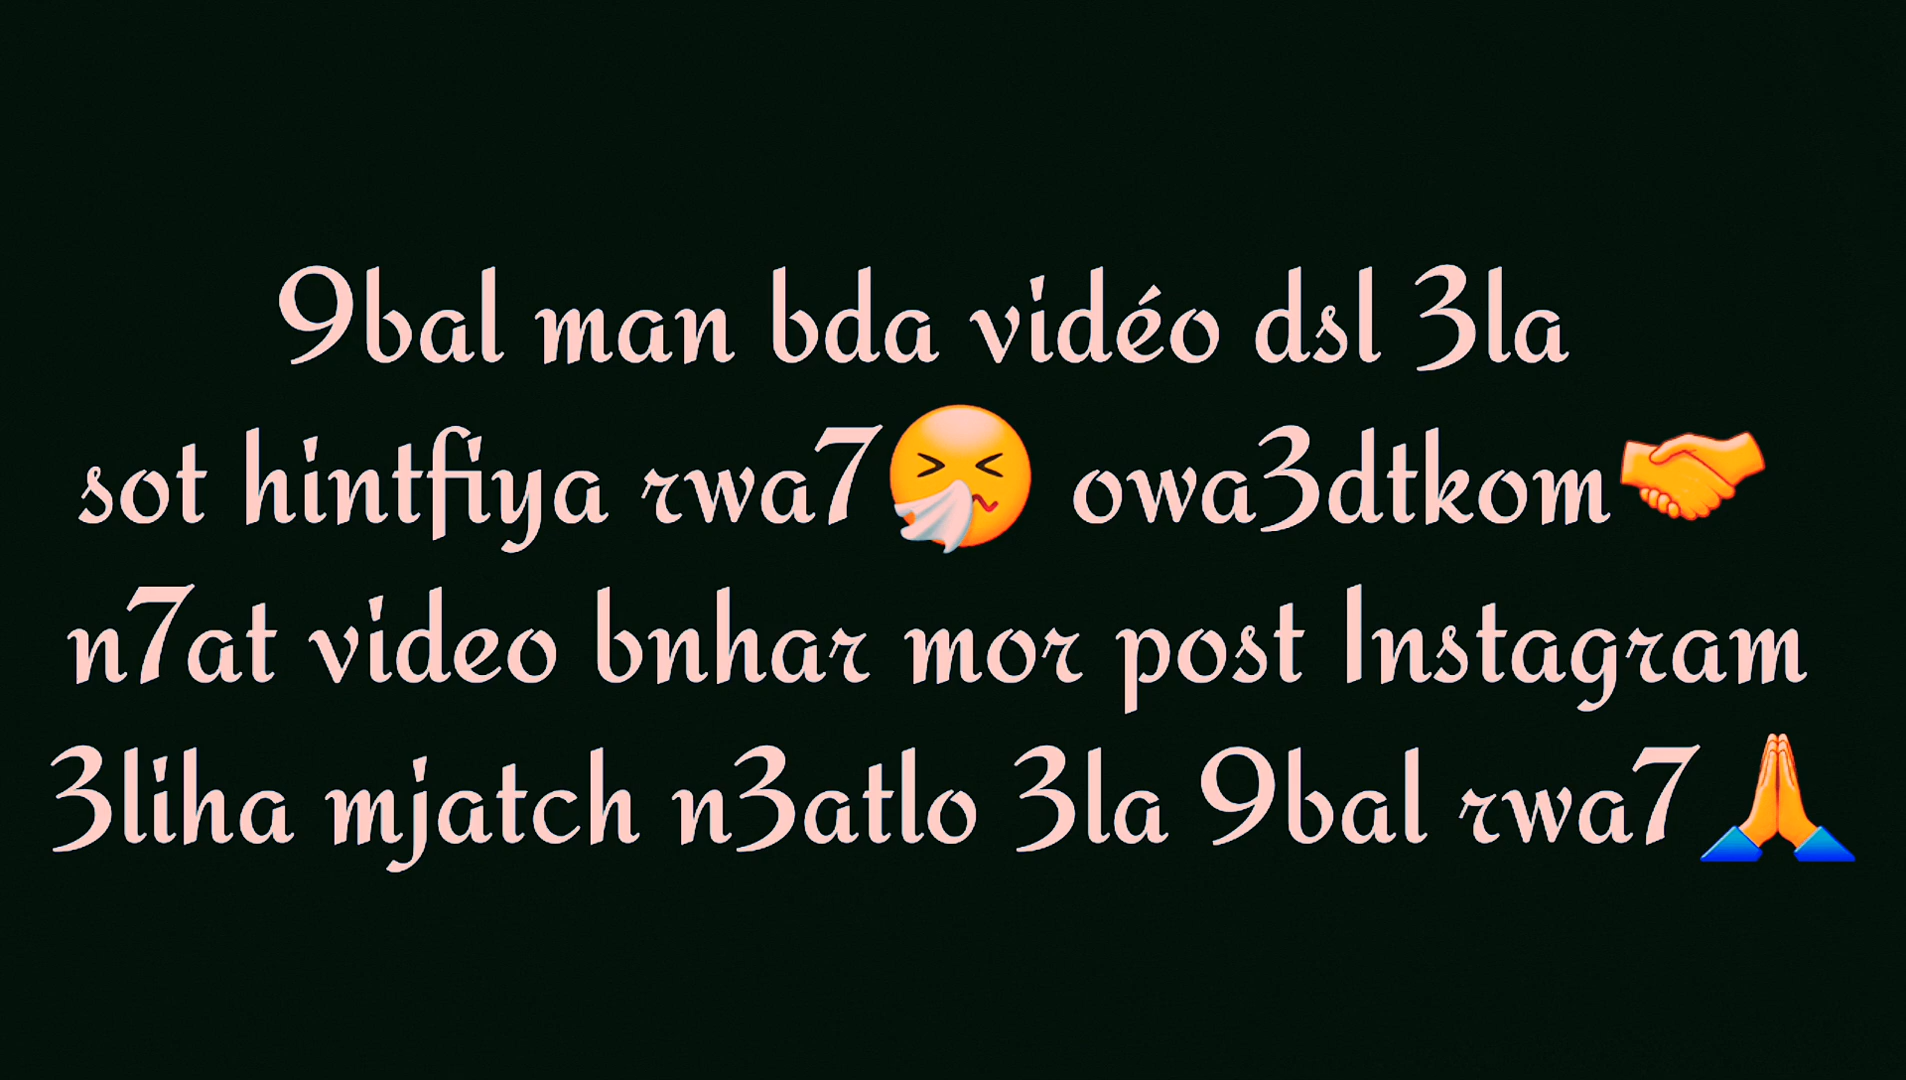 9bal man bda vidéo dsl 3la
sot hintfiya rwa7🤧 owa3dtkom🤝
n7at video bnhar mor post Instagram
3liha mjatch n3atlo 3la 9bal rwa7🙏